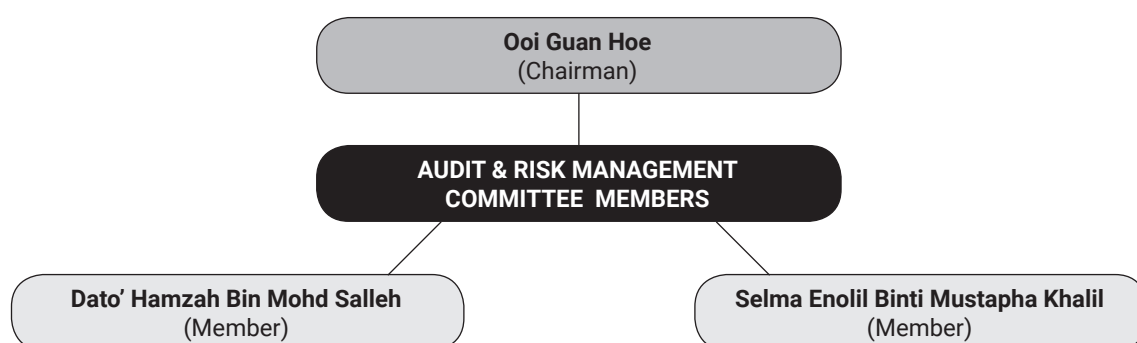 Ooi Guan Hoe
(Chairman)
AUDIT & RISK MANAGEMENT
COMMITTEE MEMBERS
Dato’ Hamzah Bin Mohd Salleh
(Member)
Selma Enolil Binti Mustapha Khalil
(Member)